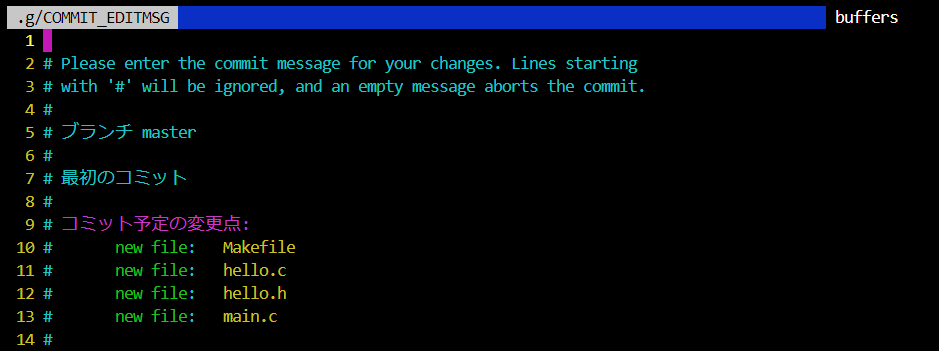 .g/COMMIT_EDITMSG buffers
1
2 # Please enter the commit message for your changes. Lines starting
3 # with '#' will be ignored, and an empty message aborts the commit.
4 #
5 # ブランチ master
6 #
7 # 最初のコミット
8 #
9 # コミット予定の変更点:
10 #       new file:   Makefile
11 #       new file:   hello.c
12 #       new file:   hello.h
13 #       new file:   main.c
14 #